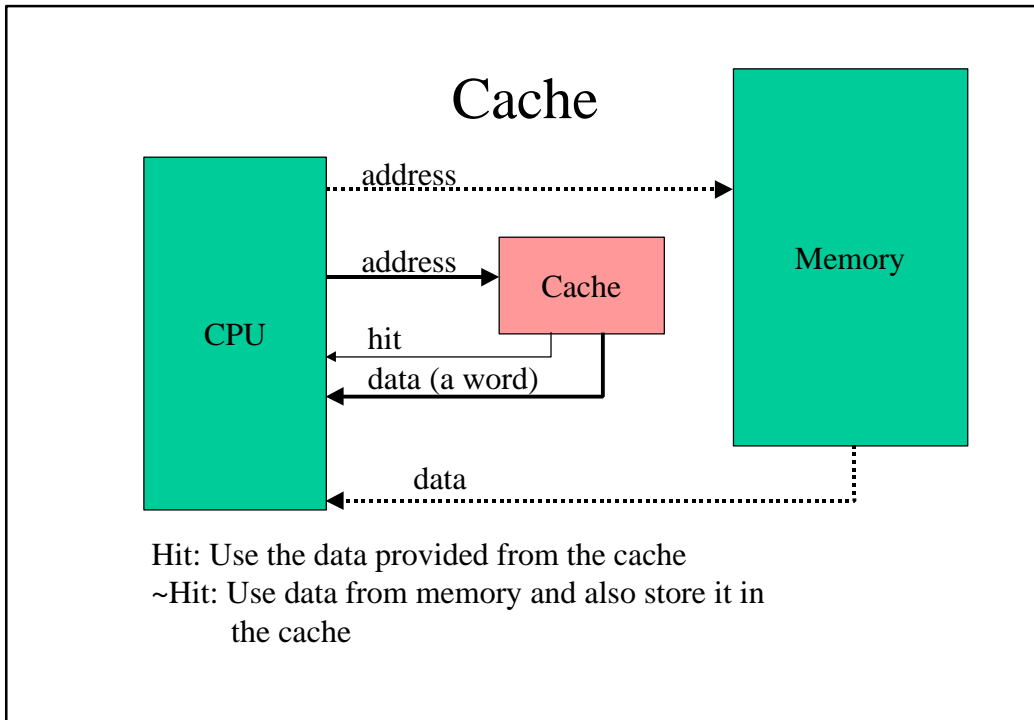 Cache
address
Memory
address
Cache
CPU
hit
data (a word)
data
Hit: Use the data provided from the cache
~Hit: Use data from memory and also store it in
the cache